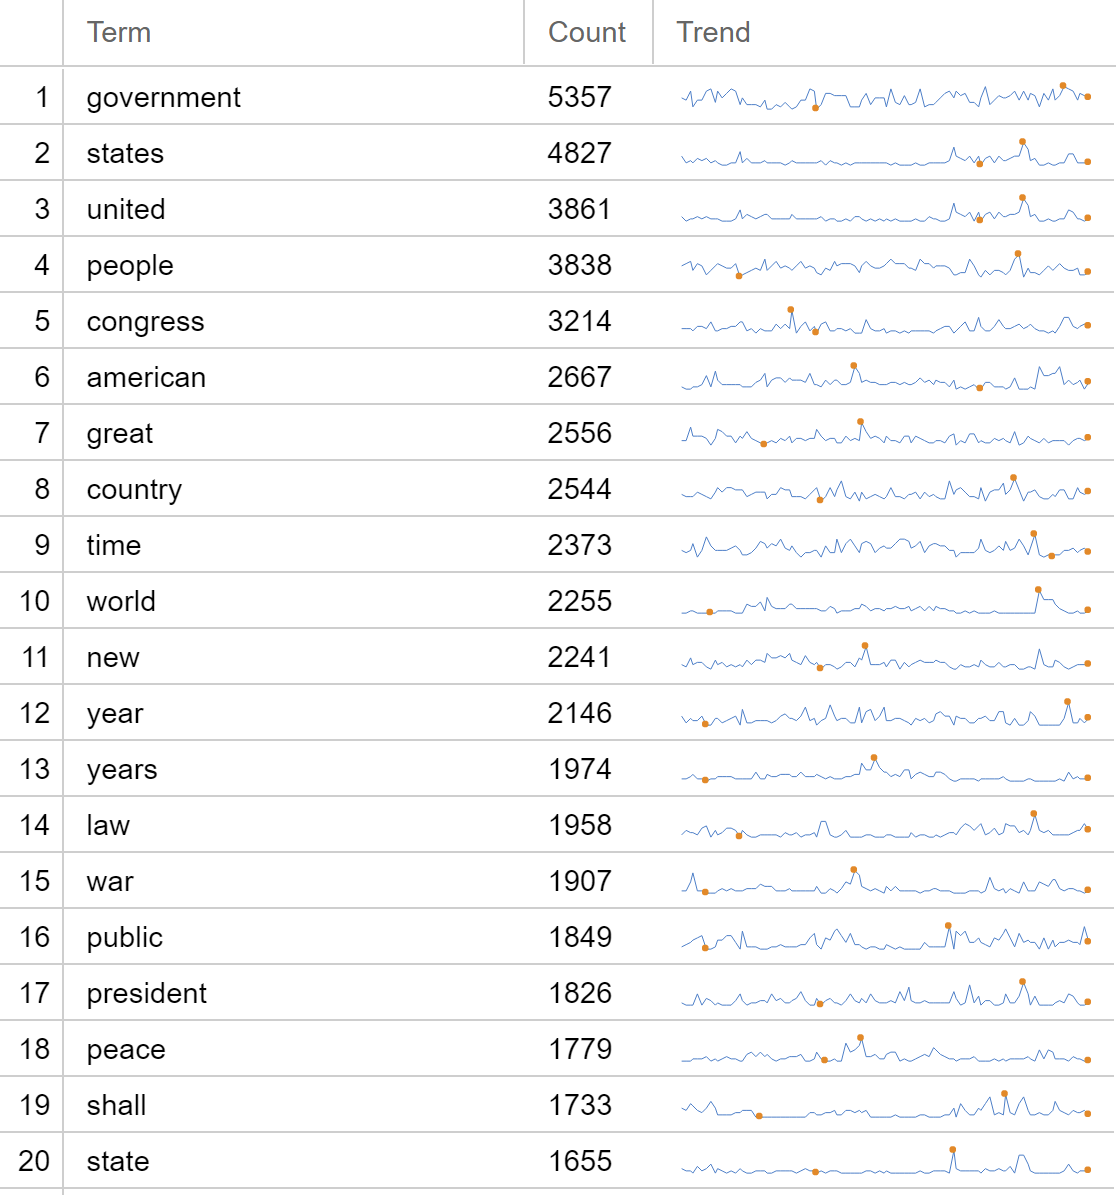 Term Count Trend
1 government 5357
2 states 4827
3 united 3861
4 people 3838
5 congress 3214
6 american 2667
7 great 2556
8 country 2544
9 time 2373
10 world 2255
11 new 2241
12 year 2146
13 years 1974
14 law 1958
15 war 1907
16 public 1849
17 president 1826
18 peace 1779
19 shall 1733
20 state 1655